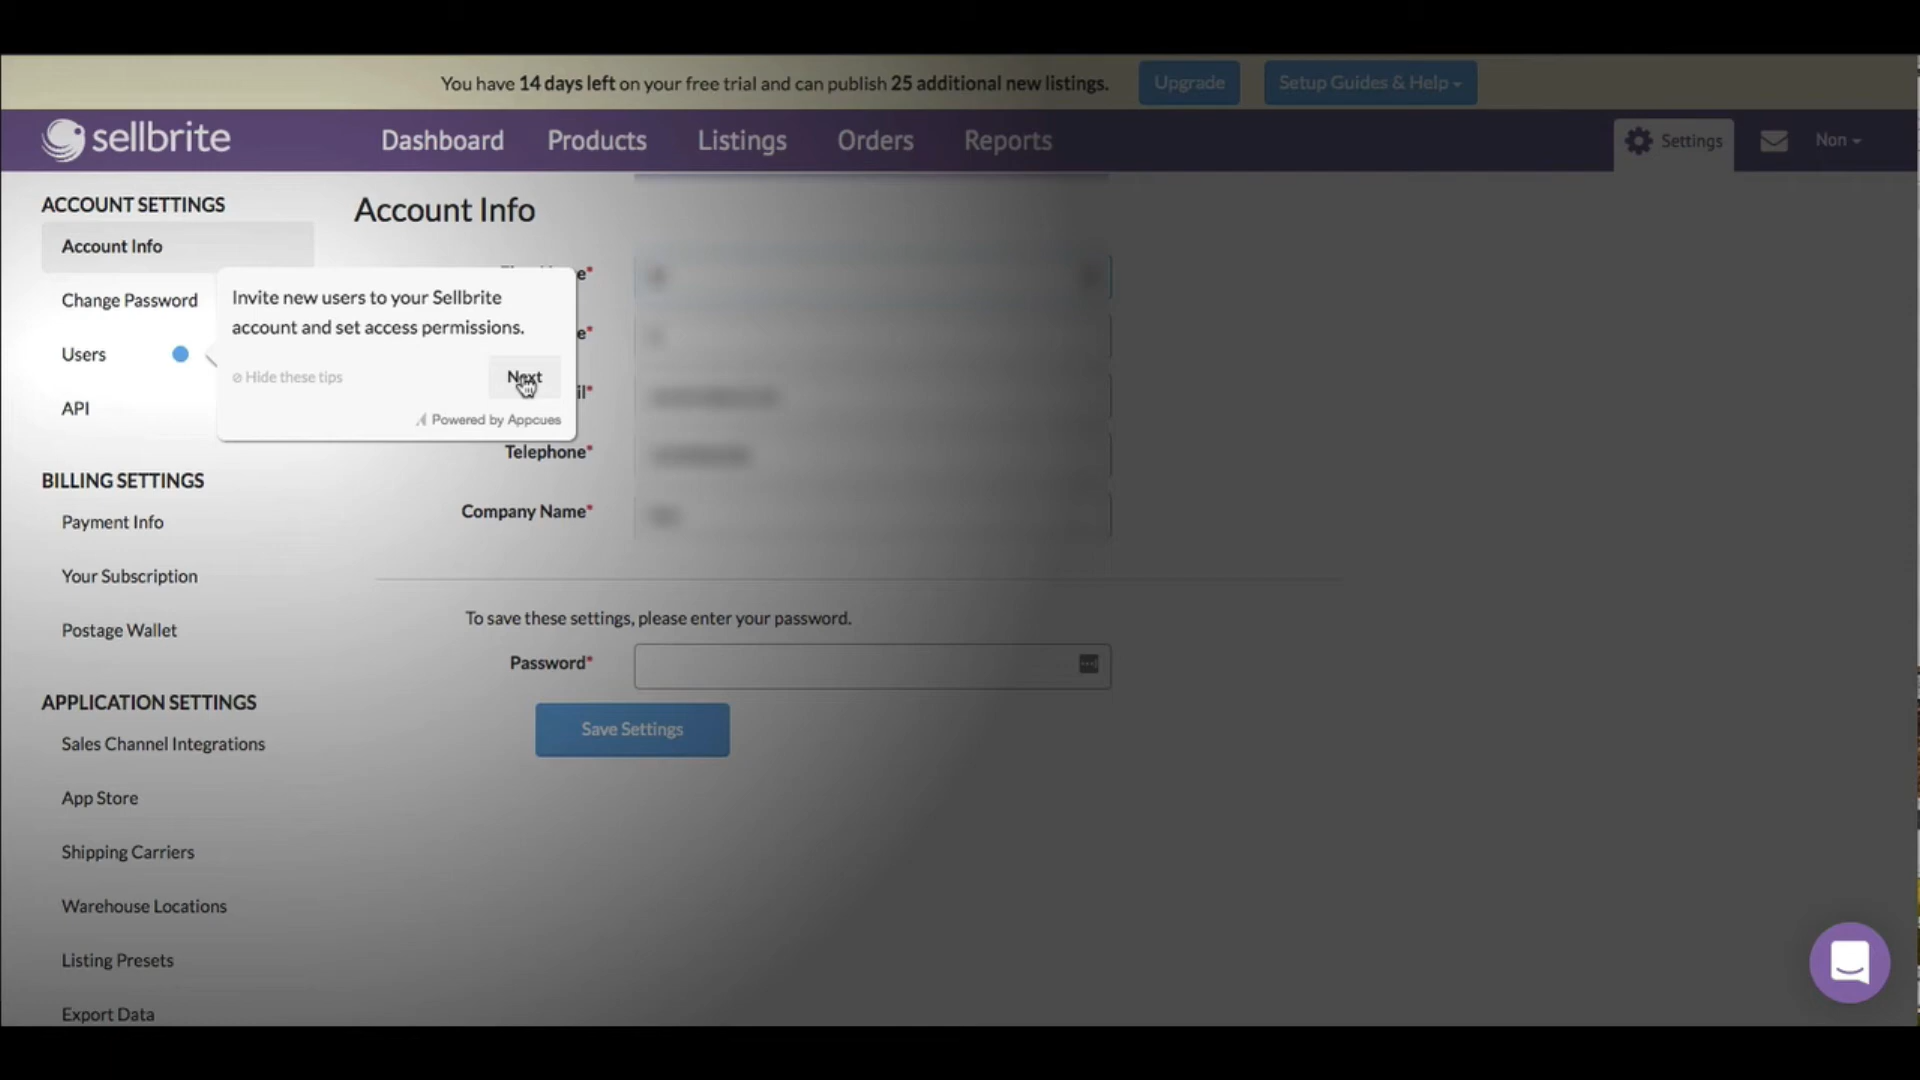 You have 14 days left on your free trial and can publish 25 additional new listings.
Upgrade
Setup Guides & Help
sellbrite
Dashboard
Products
Listings
Orders
Reports
Settings
Non
ACCOUNT SETTINGS
Account Info
Change Password
Users
API
BILLING SETTINGS
Payment Info
Your Subscription
Postage Wallet
APPLICATION SETTINGS
Sales Channel Integrations
App Store
Shipping Carriers
Warehouse Locations
Listing Presets
Export Data
Account Info
Invite new users to your Sellbrite
account and set access permissions.
Hide these tips
Next
Powered by Appcues
Telephone*
Company Name*
To save these settings, please enter your password.
Password*
Save Settings